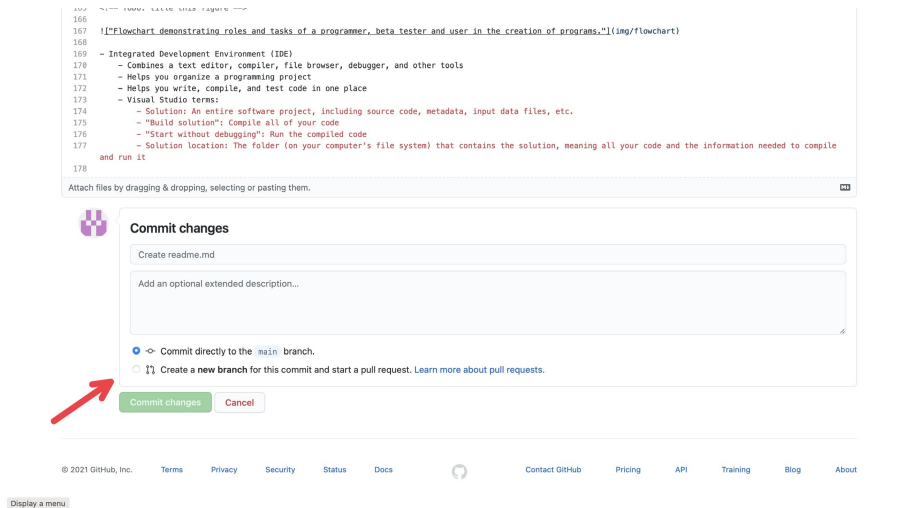 165 <!-- TODO: title this figure -->
166
167 !["Flowchart demonstrating roles and tasks of a programmer, beta tester and user in the creation of programs."](img/flowchart)
168
169 - Integrated Development Environment (IDE)
170 - Combines a text editor, compiler, file browser, debugger, and other tools
171 - Helps you organize a programming project
172 - Helps you write, compile, and test code in one place
173 - Visual Studio terms:
174 - Solution: An entire software project, including source code, metadata, input data files, etc.
175 - "Build solution": Compile all of your code
176 - "Start without debugging": Run the compiled code
177 - Solution location: The folder (on your computer's file system) that contains the solution, meaning all your code and the information needed to compile
and run it
178
Attach files by dragging & dropping, selecting or pasting them.
Commit changes
Create readme.md
Add an optional extended description...
Commit directly to the main branch.
Create a new branch for this commit and start a pull request. Learn more about pull requests.
Commit changes Cancel
© 2021 GitHub, Inc. Terms Privacy Security Status Docs Contact GitHub Pricing API Training Blog About
Display a menu